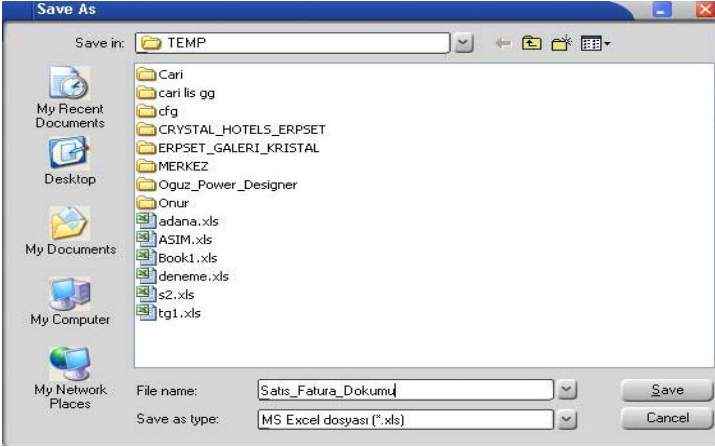 Save As
Save in: TEMP
My Recent
Documents
Desktop
My Documents
My Computer
My Network
Places
Cari
cari lis gg
cfg
CRYSTAL_HOTELS_ERPSET
ERPSET_GALERI_KRISTAL
MERKEZ
Oguz_Power_Designer
Onur
adana.xls
ASIM.xls
Book1.xls
deneme.xls
s2.xls
tg1.xls
File name: Satıs_Fatura_Dokumu
Save
Save as type: MS Excel dosyası (*.xls)
Cancel